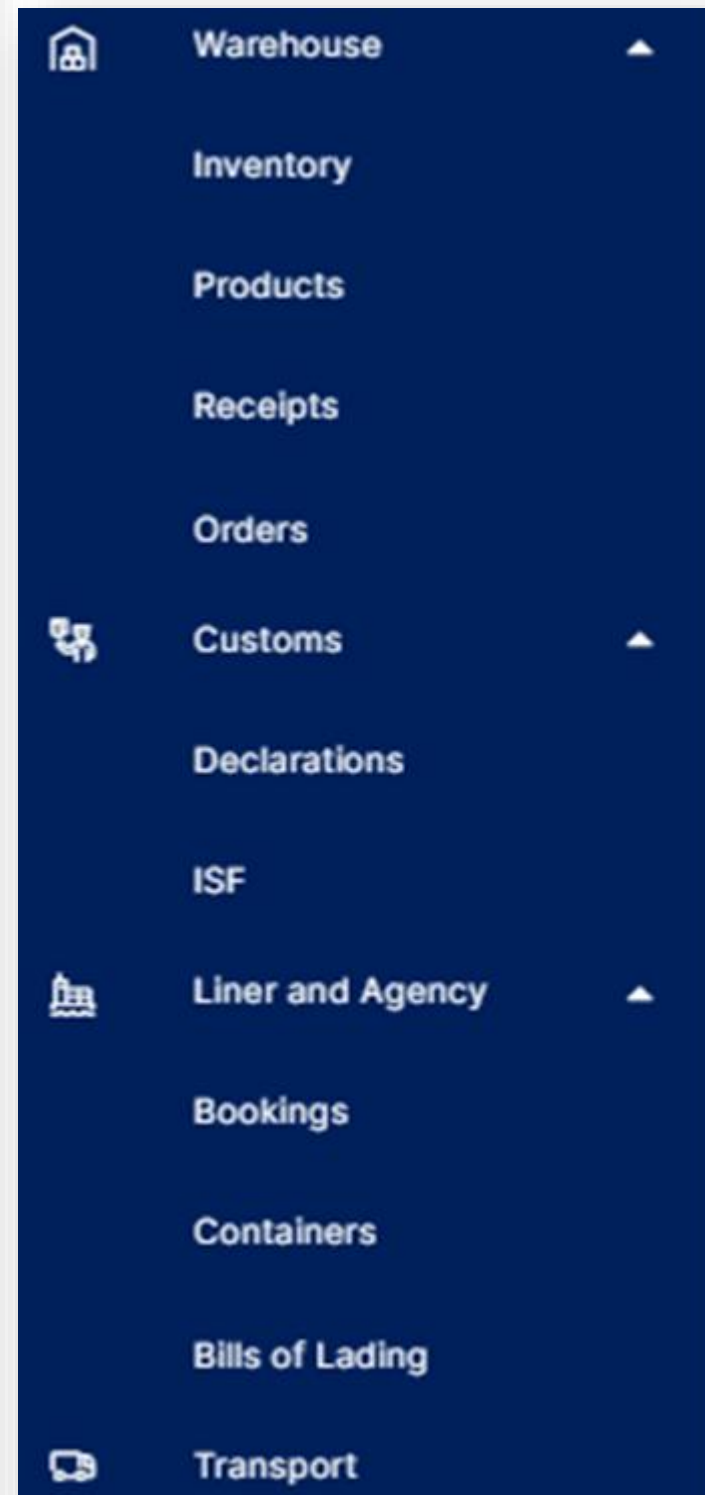 Warehouse
Inventory
Products
Receipts
Orders
Customs
Declarations
ISF
Liner and Agency
Bookings
Containers
Bills of Lading
Transport